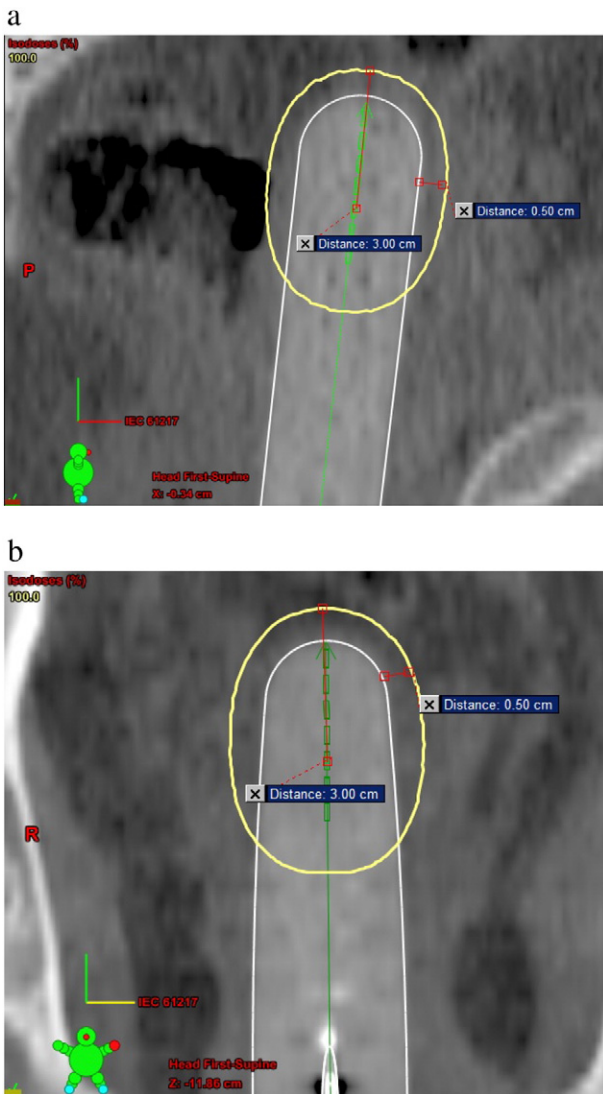 a
Isodoses (%)
100.0
Distance: 0.50 cm
Distance: 3.00 cm
P
IEC 61217
Head First-Supine
X: -0.34 cm
b
Isodoses (%)
100.0
Distance: 0.50 cm
Distance: 3.00 cm
R
IEC 61217
Head First-Supine
Z: -11.86 cm